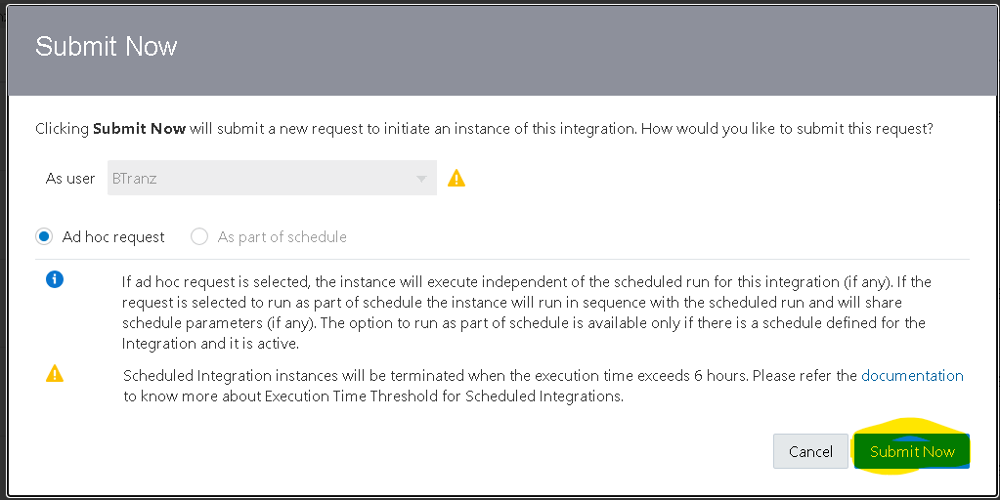 Submit Now
Clicking Submit Now will submit a new request to initiate an instance of this integration. How would you like to submit this request?
As user BTranz
Ad hoc request As part of schedule
If ad hoc request is selected, the instance will execute independent of the scheduled run for this integration (if any). If the
request is selected to run as part of schedule the instance will run in sequence with the scheduled run and will share
schedule parameters (if any). The option to run as part of schedule is available only if there is a schedule defined for the
Integration and it is active.
Scheduled Integration instances will be terminated when the execution time exceeds 6 hours. Please refer the documentation
to know more about Execution Time Threshold for Scheduled Integrations.
Cancel Submit Now